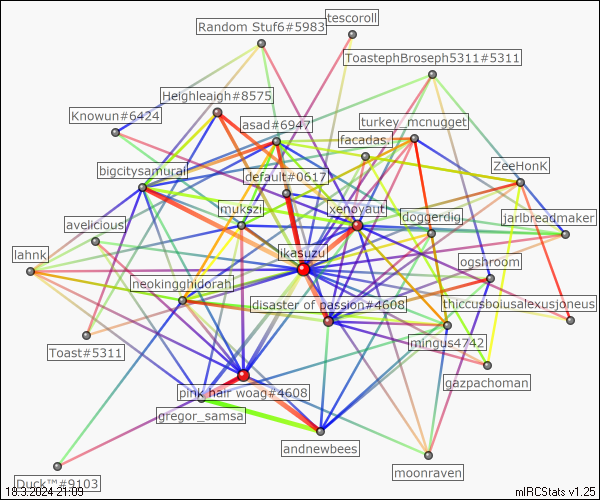 tescoroll
Random Stuf6#5983
ToastephBroseph5311#5311
Heighleigh#8575
Knowun#6424
turkey_mcnugget
asad#6947
facadas.
bigcitysamurai
default#0617
ZeeHonK
mukszi
xenoyaut
doggerdig
jarlbreadmaker
avelicious
lahnk
ikasuzu
ogshroom
neokingghidorah
disaster of passion#4608
thiccusboiusalexusjoneus
Toast#5311
mingus4742
gazpachoman
pink hair woag#4608
gregor_samsa
andnewbees
moonraven
Duck™#9103
18.3.2024 21:09
mIRCStats v1.25